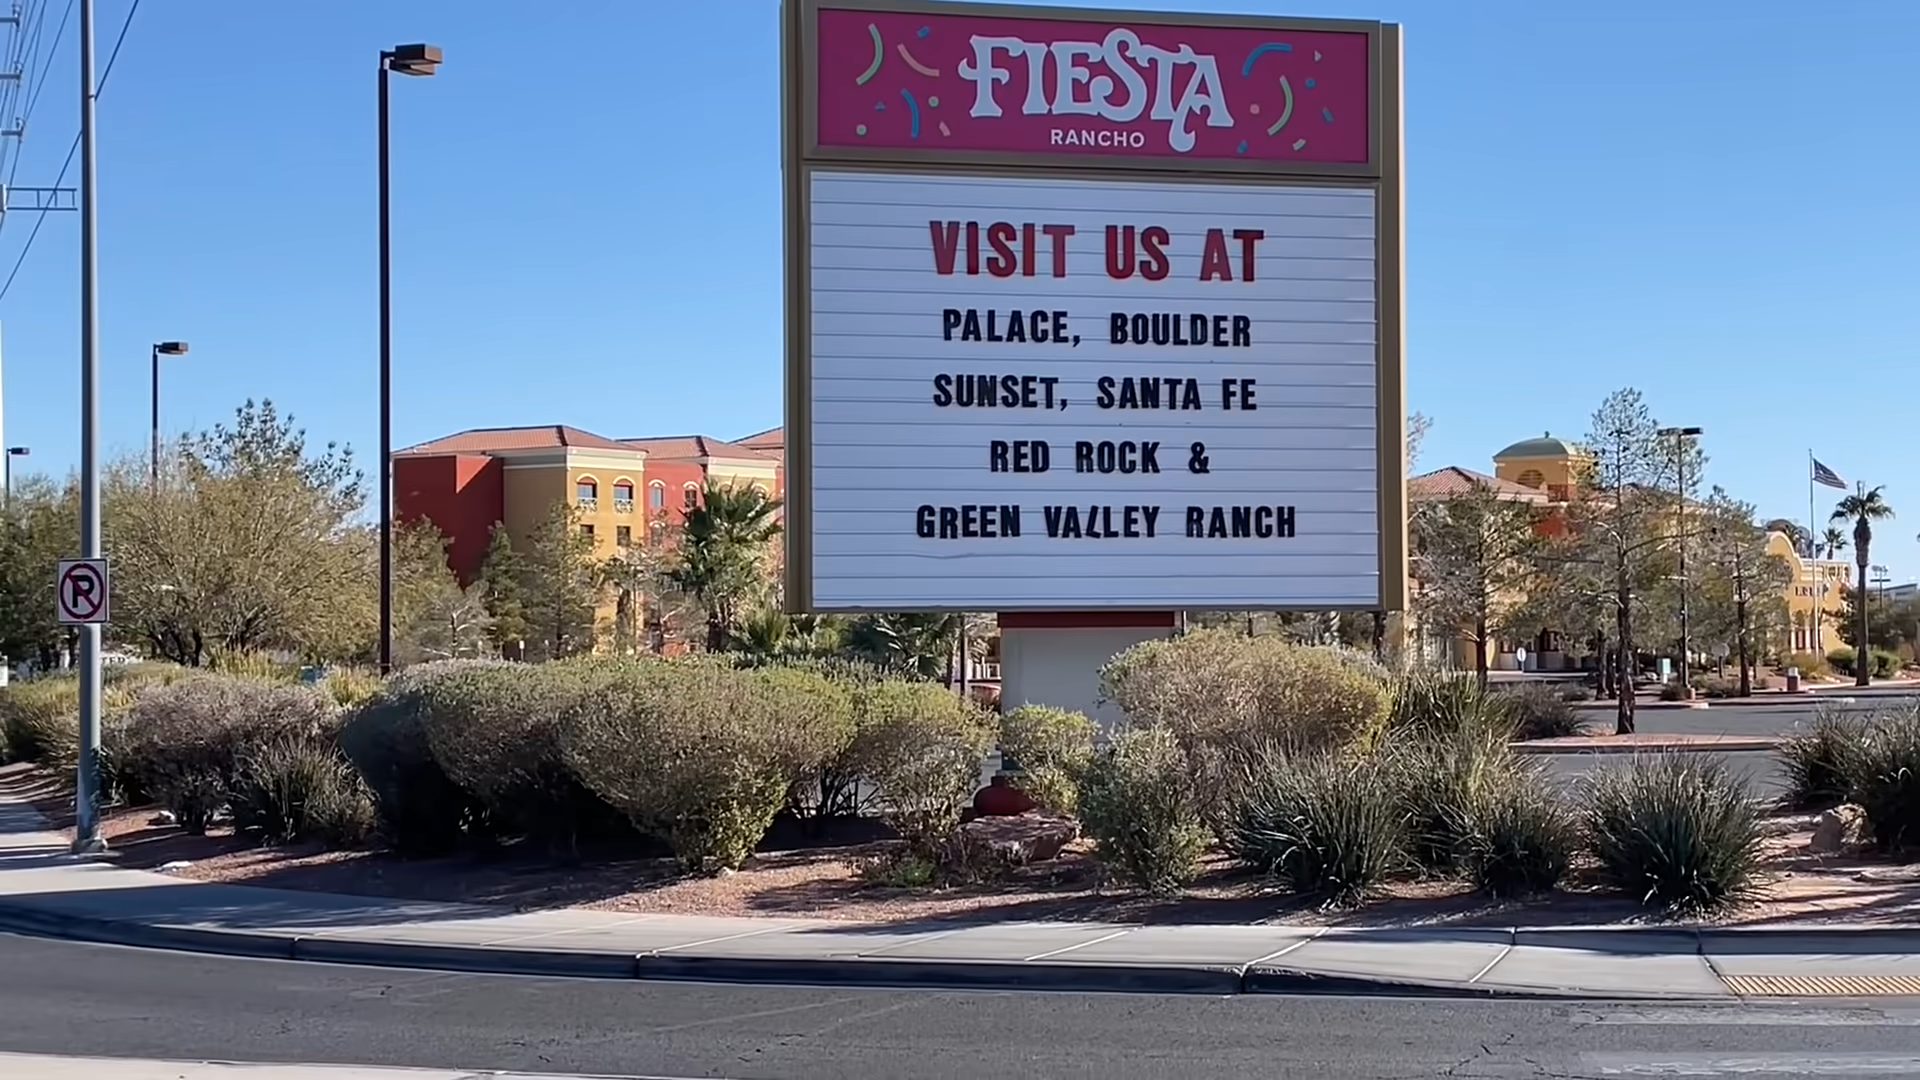 FIESTA
RANCHO
VISIT US AT
PALACE, BOULDER
SUNSET, SANTA FE
RED ROCK &
GREEN VALLEY RANCH
P